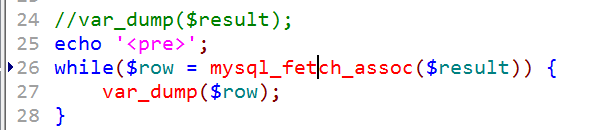 24 //var_dump($result);
25 echo '<pre>';
26 while($row = mysql_fetch_assoc($result)) {
27     var_dump($row);
28 }